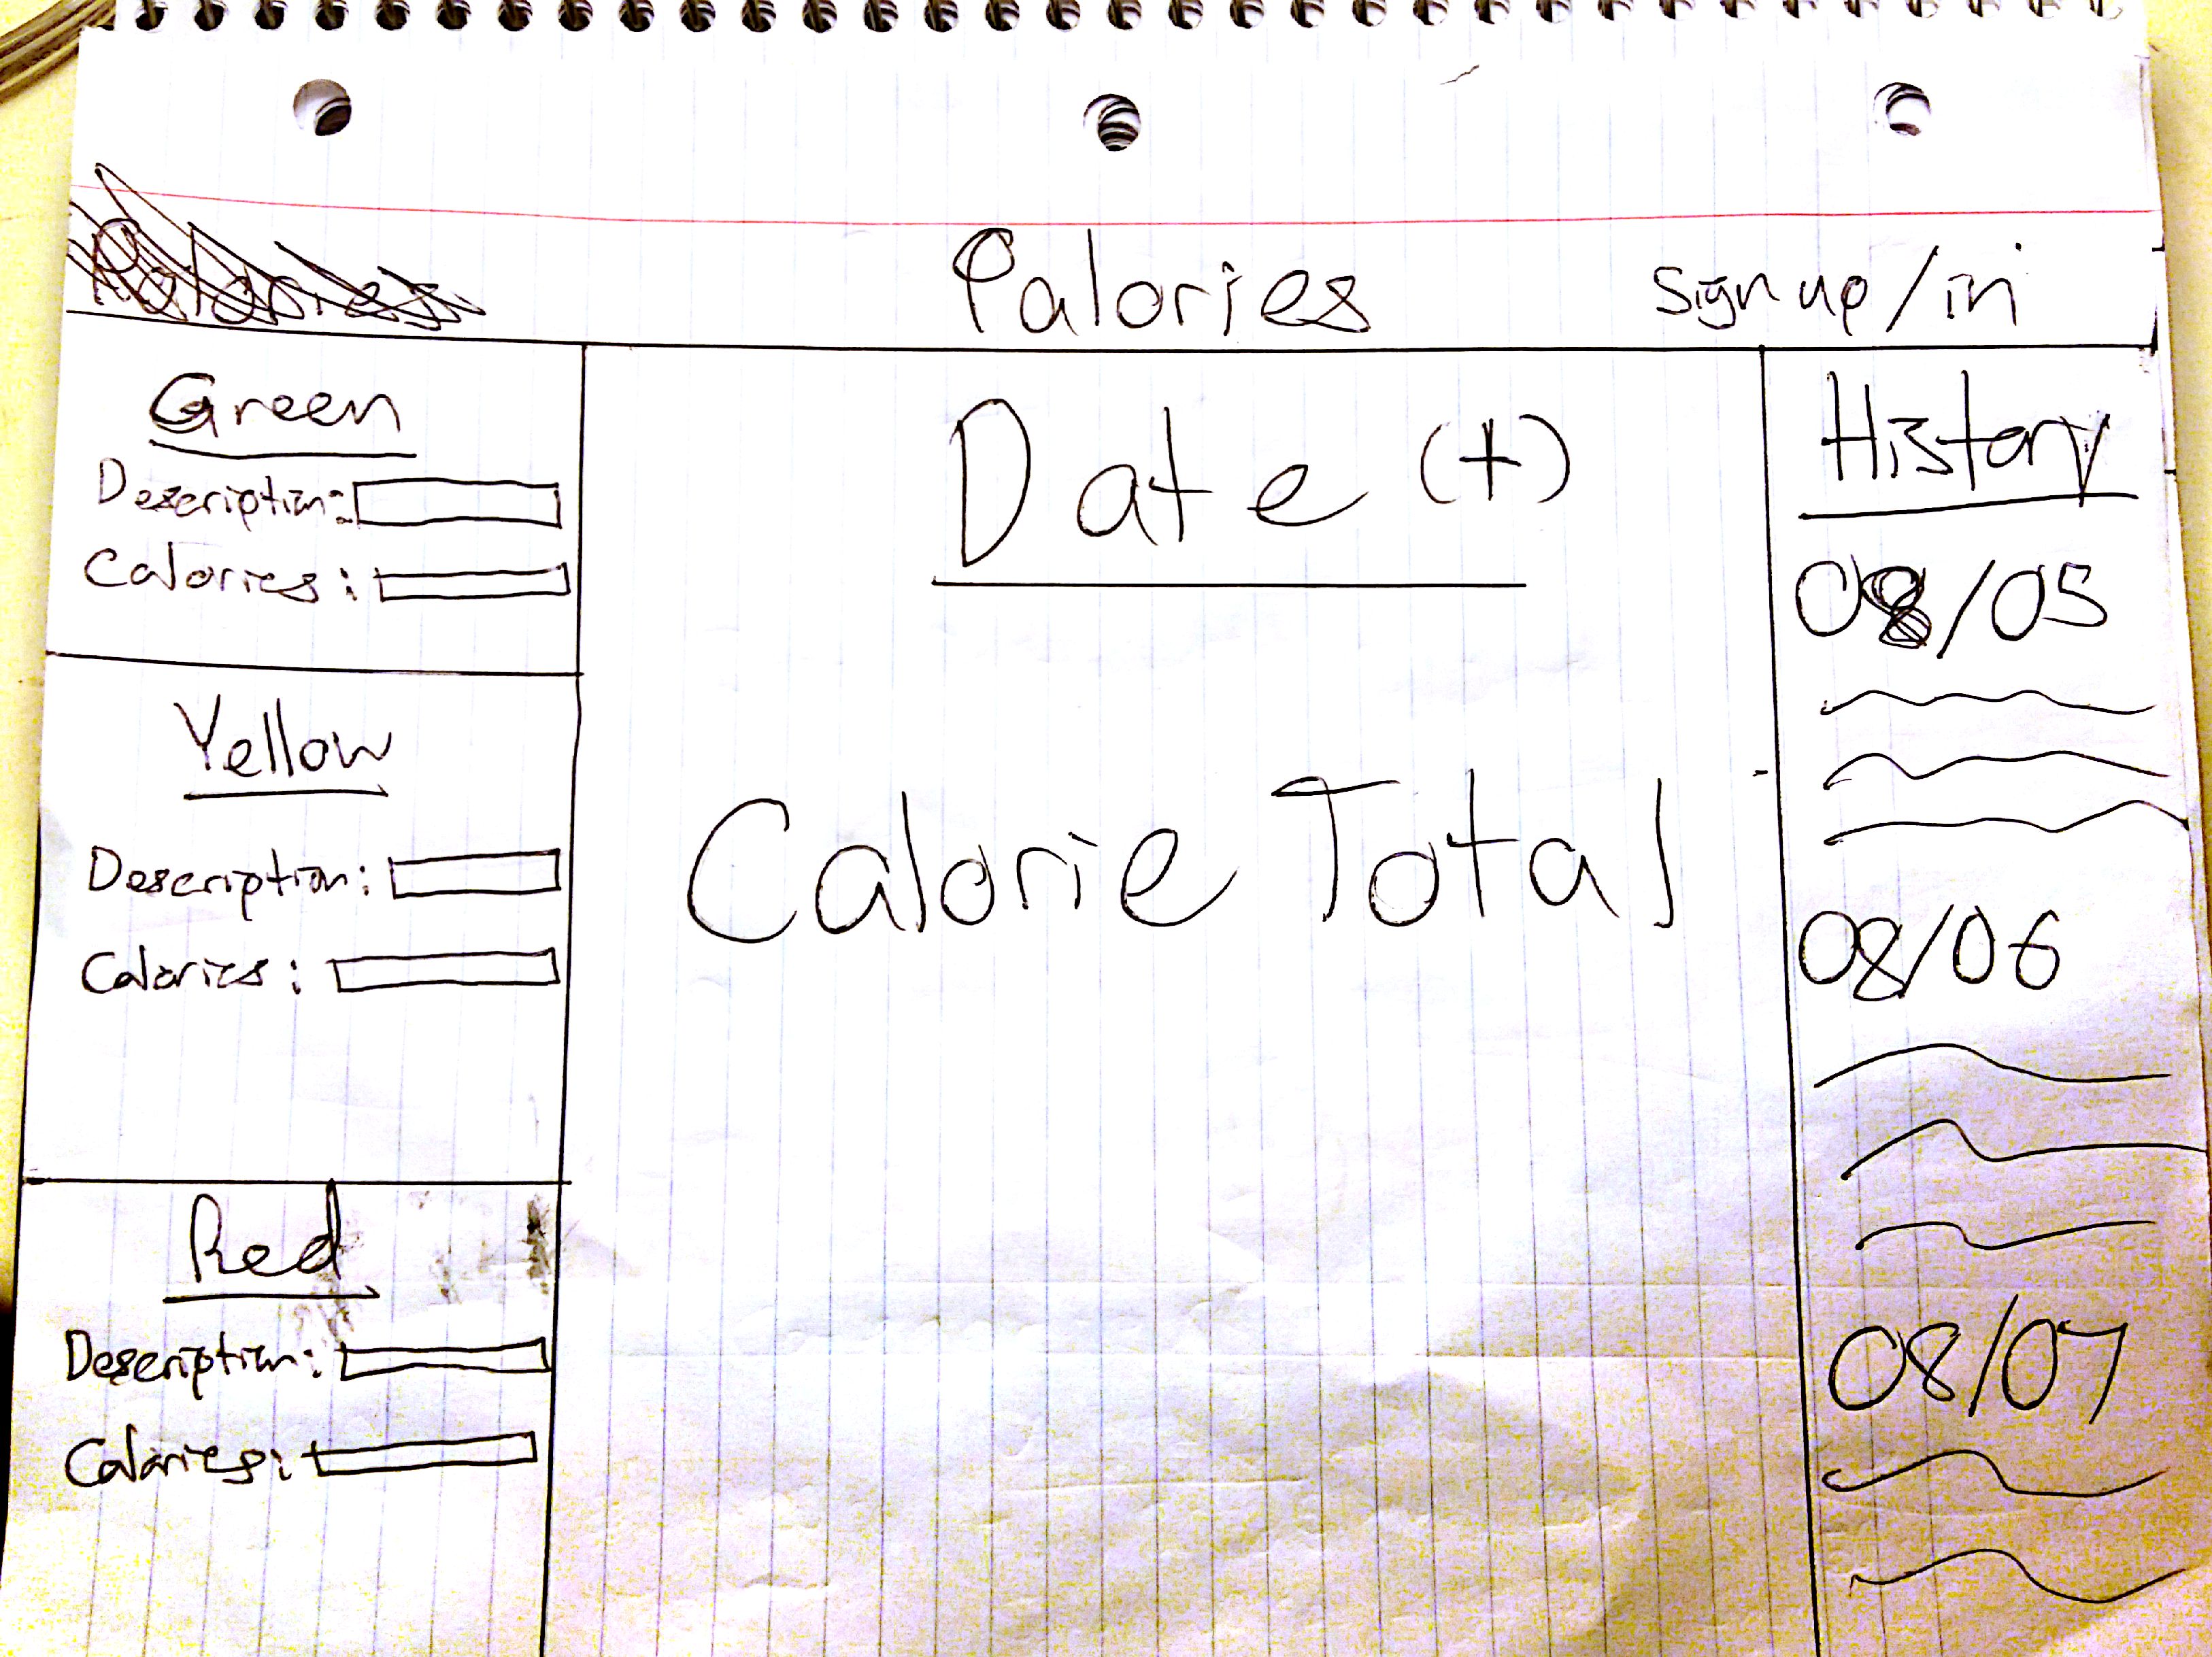 Palories
Palories
Sign up/in
Green
Description:
Calories:
Yellow
Description:
Calories:
Red
Description:
Calories:
Date (+)
Calorie Total
History
08/05
08/06
08/07